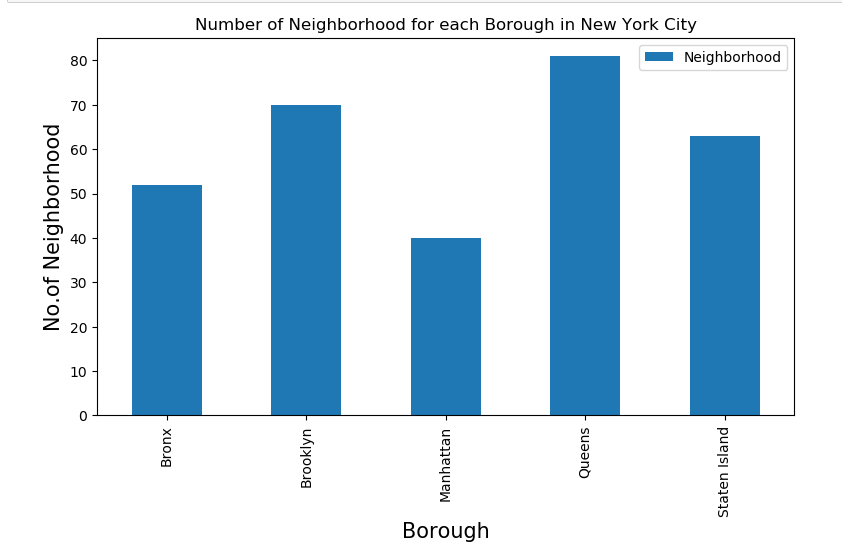 Number of Neighborhood for each Borough in New York City
Neighborhood
No.of Neighborhood
80
70
60
50
40
30
20
10
0
Bronx
Brooklyn
Manhattan
Queens
Staten Island
Borough